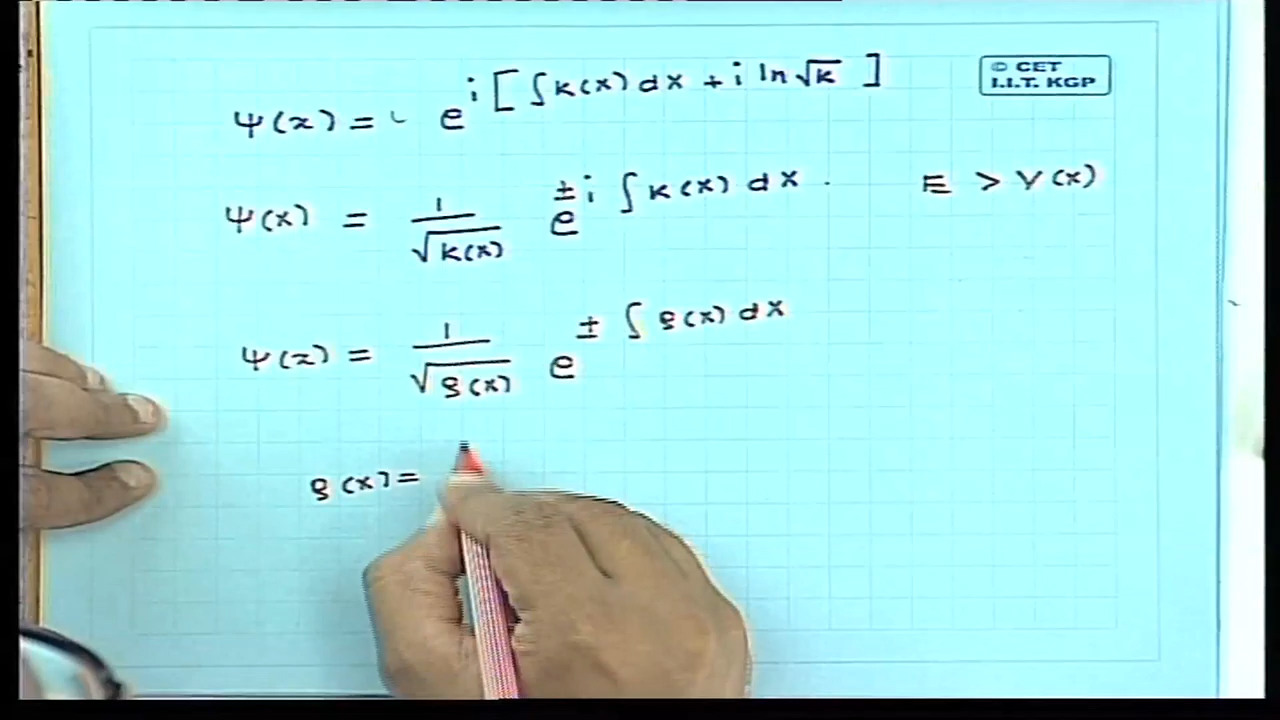 ψ(x) = e^{i[∫k(x)dx + i ln√k]}
© CET
I.I.T. KGP
ψ(x) = 1/√k(x) e^{±i∫k(x)dx} . E > V(x)
ψ(x) = 1/√ρ(x) e^{±∫ρ(x)dx}
ρ(x) =